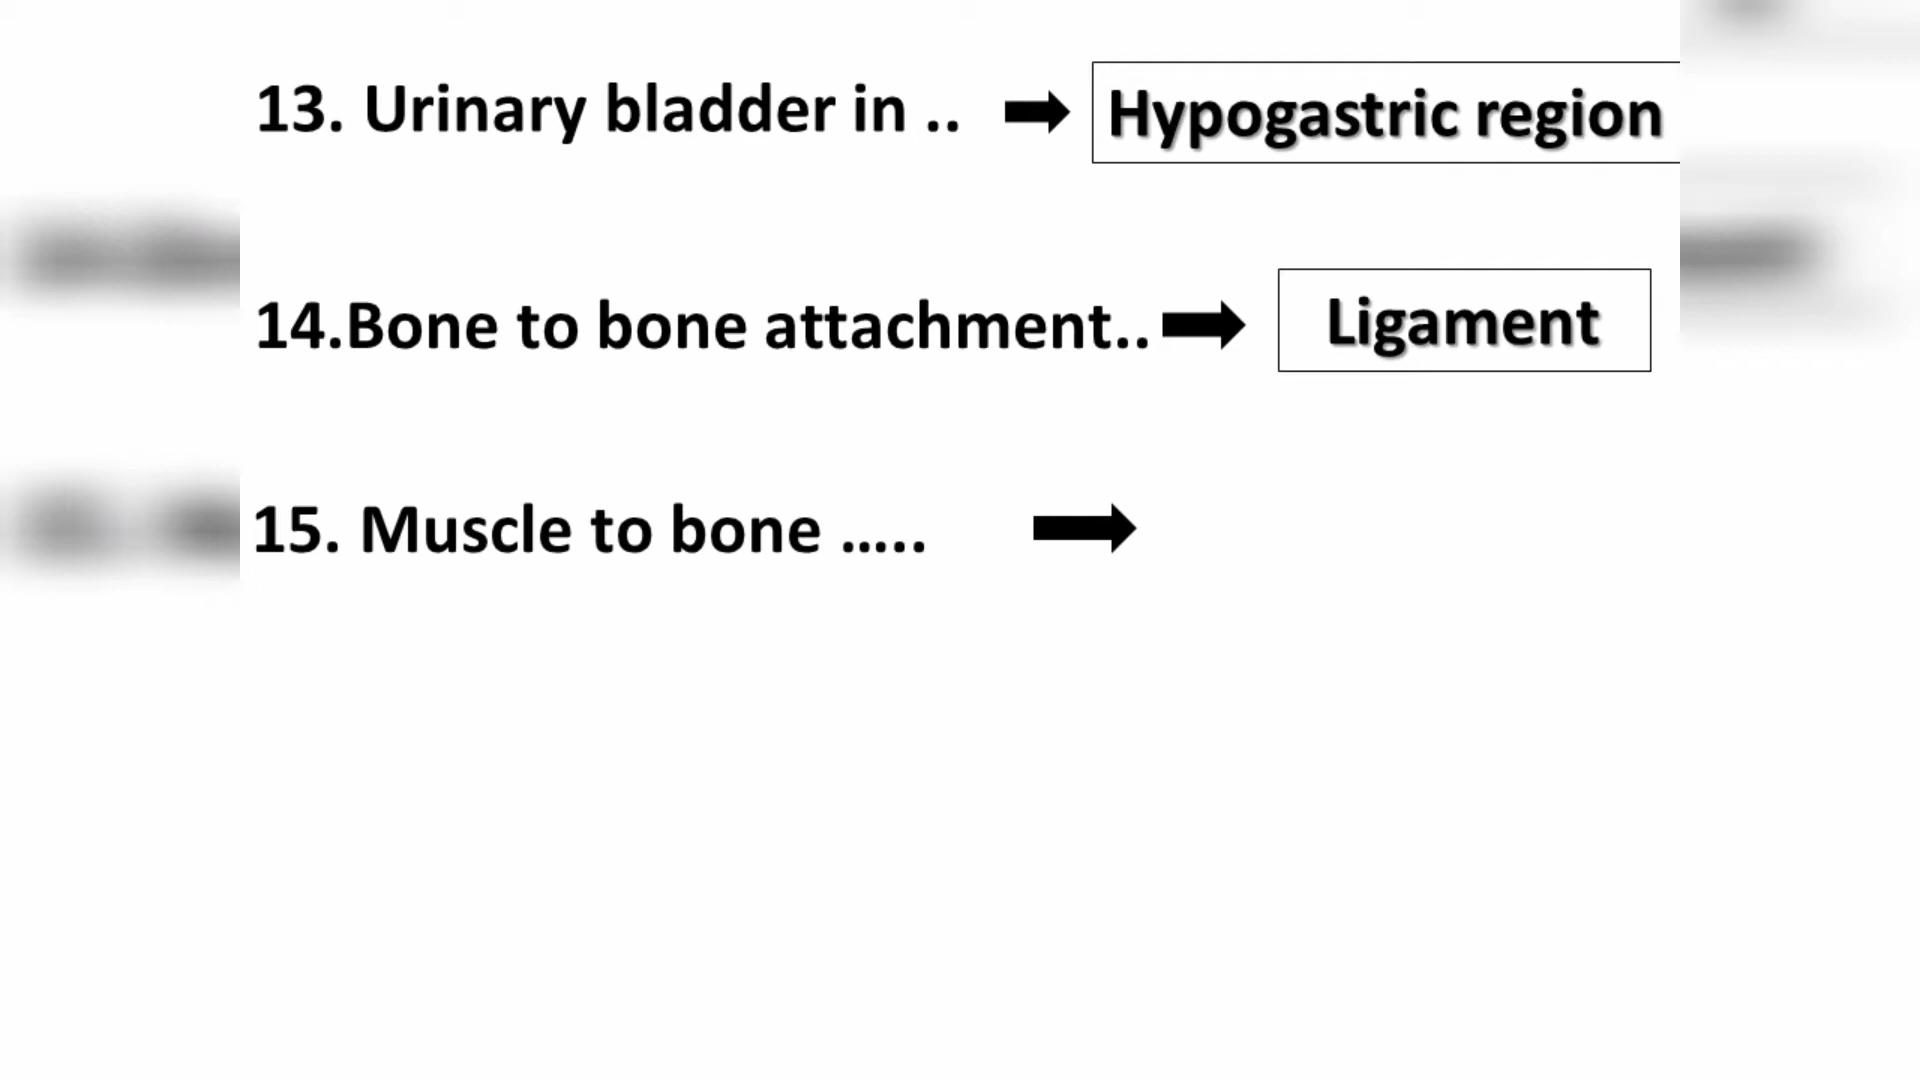 13. Urinary bladder in .. Hypogastric region
14.Bone to bone attachment.. Ligament
15. Muscle to bone .....